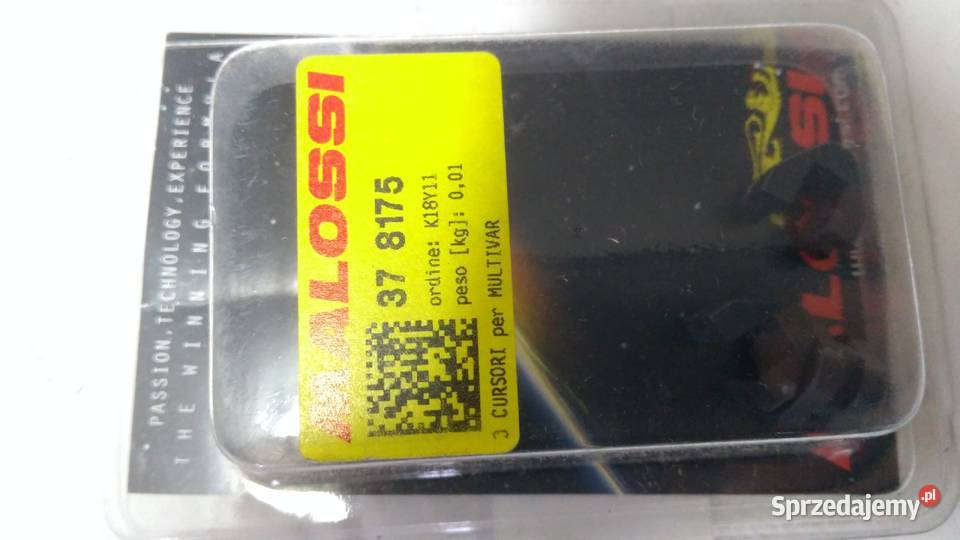 PASSION,TECHNOLOGY,EXPERIENCE
THE WINNING FORMULA
MALOSSI
37 8175
ordine: K18Y11
peso [kg]: 0,01
3 CURSORI per MULTIVAR
Sprzedajemy.pl